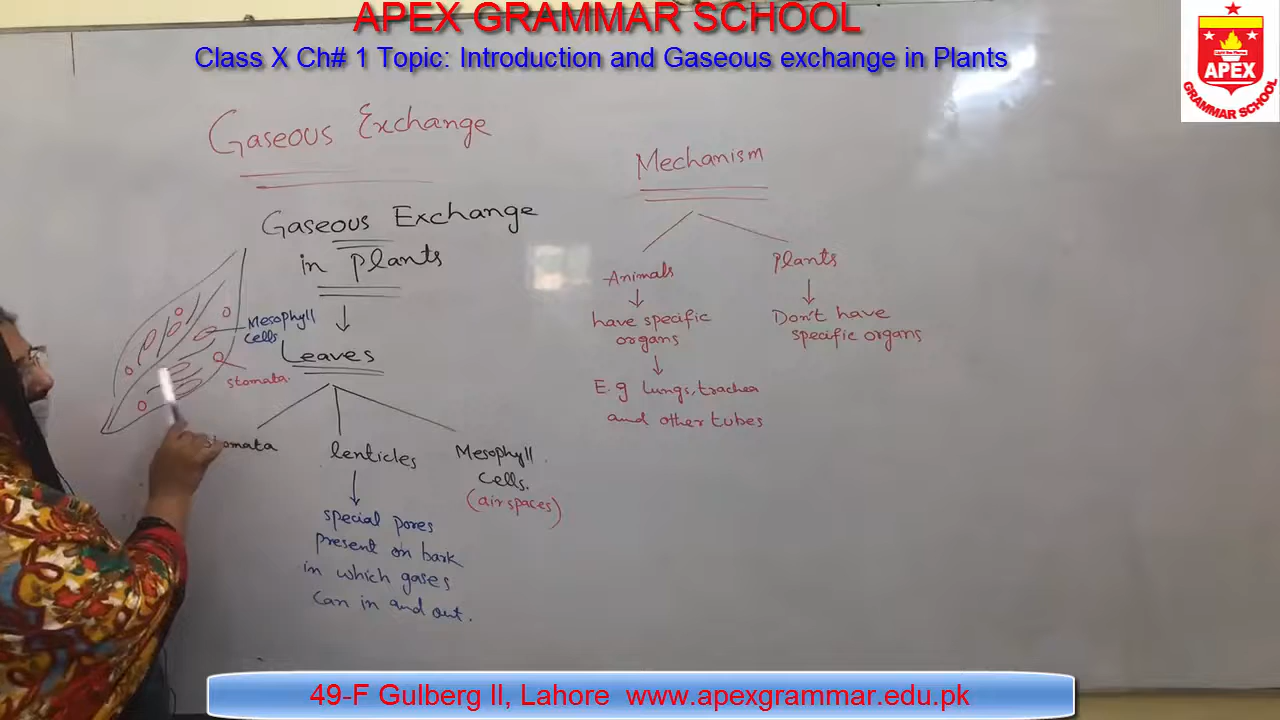 APEX GRAMMAR SCHOOL
Class X Ch# 1 Topic: Introduction and Gaseous exchange in Plants
APEX
GRAMMAR SCHOOL
Gaseous Exchange
Gaseous Exchange
in plants
Leaves
Mesophyll
cells
stomata
stomata
lenticles
special pores
present on bark
in which gases
can in and out.
Mesophyll
cells.
(air spaces)
Mechanism
Animals
have specific
organs
E.g lungs, trachea
and other tubes
Plants
Don't have
specific organs
49-F Gulberg II, Lahore www.apexgrammar.edu.pk